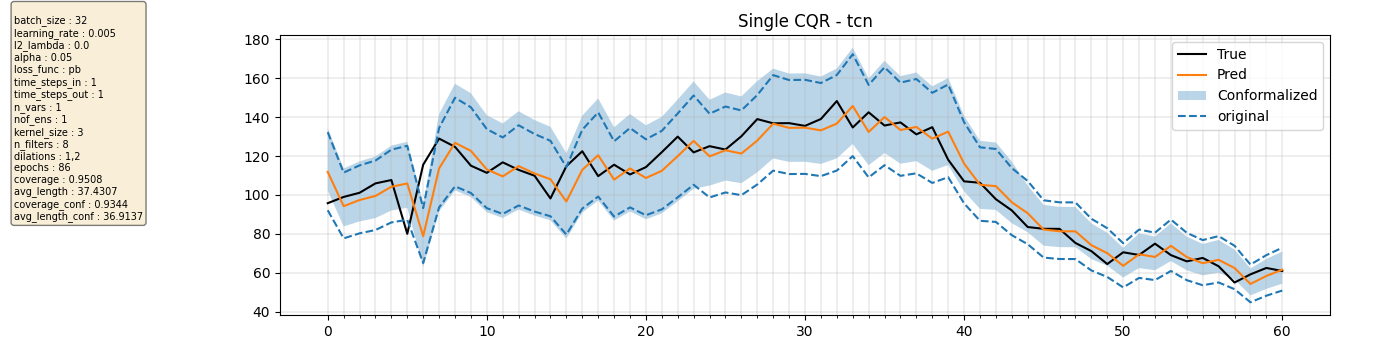 batch_size : 32
learning_rate : 0.005
l2_lambda : 0.0
alpha : 0.05
loss_func : pb
time_steps_in : 1
time_steps_out : 1
n_vars : 1
nof_ens : 1
kernel_size : 3
n_filters : 8
dilations : 1,2
epochs : 86
coverage : 0.9508
avg_length : 37.4307
coverage_conf : 0.9344
avg_length_conf : 36.9137
Single CQR - tcn
180
160
140
120
100
80
60
40
True
Pred
Conformalized
original
0 10 20 30 40 50 60